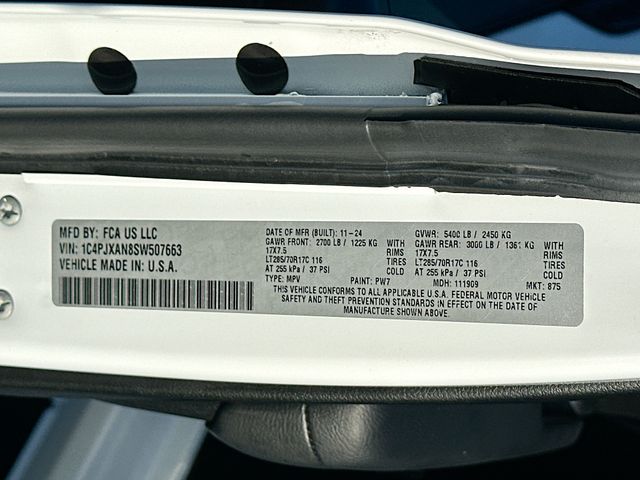 MFD BY: FCA US LLC
VIN: 1C4PJXAN8SW507663
VEHICLE MADE IN U.S.A.
DATE OF MFR (BUILT): 11-24 GVWR: 5400 LB / 2450 KG
GAWR FRONT: 2700 LB / 1225 KG WITH GAWR REAR: 3000 LB / 1361 KG WITH
17X7.5 RIMS 17X7.5 RIMS
LT285/70R17C 116 TIRES LT285/70R17C 116 TIRES
AT 255 kPa / 37 PSI COLD AT 255 kPa / 37 PSI COLD
TYPE: MPV PAINT: PW7 MDH: 111909 MKT: 875
THIS VEHICLE CONFORMS TO ALL APPLICABLE U.S.A. FEDERAL MOTOR VEHICLE
SAFETY AND THEFT PREVENTION STANDARDS IN EFFECT ON THE DATE OF
MANUFACTURE SHOWN ABOVE.